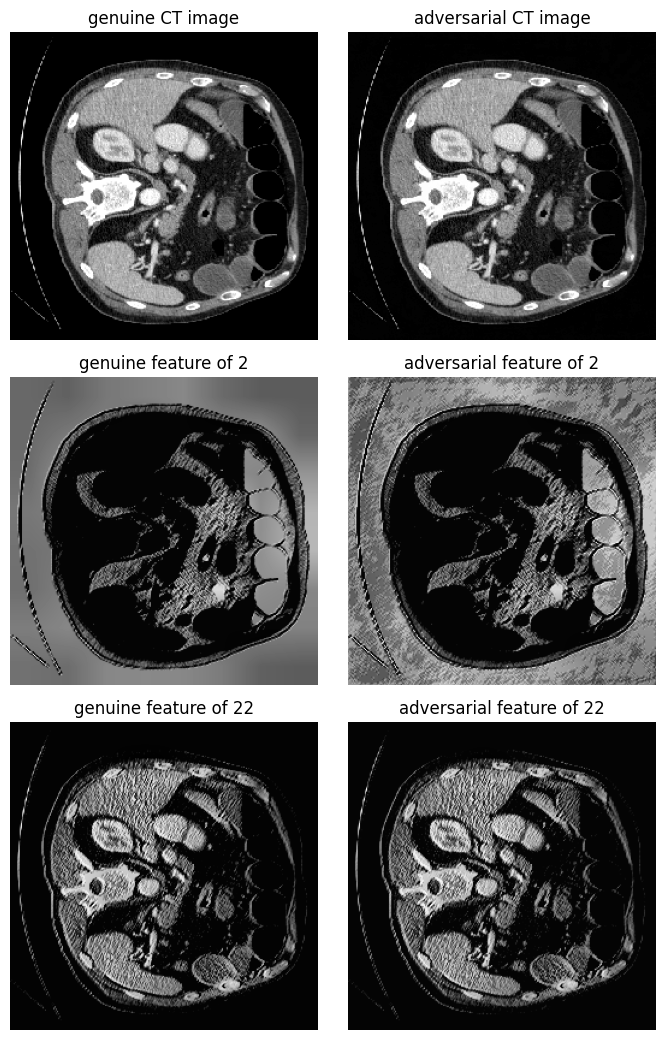 genuine CT image
adversarial CT image
genuine feature of 2
adversarial feature of 2
genuine feature of 22
adversarial feature of 22